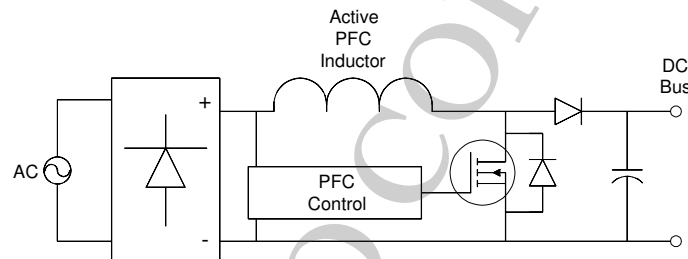 Active
PFC
Inductor
DC
Bus
+
AC
PFC
Control
-